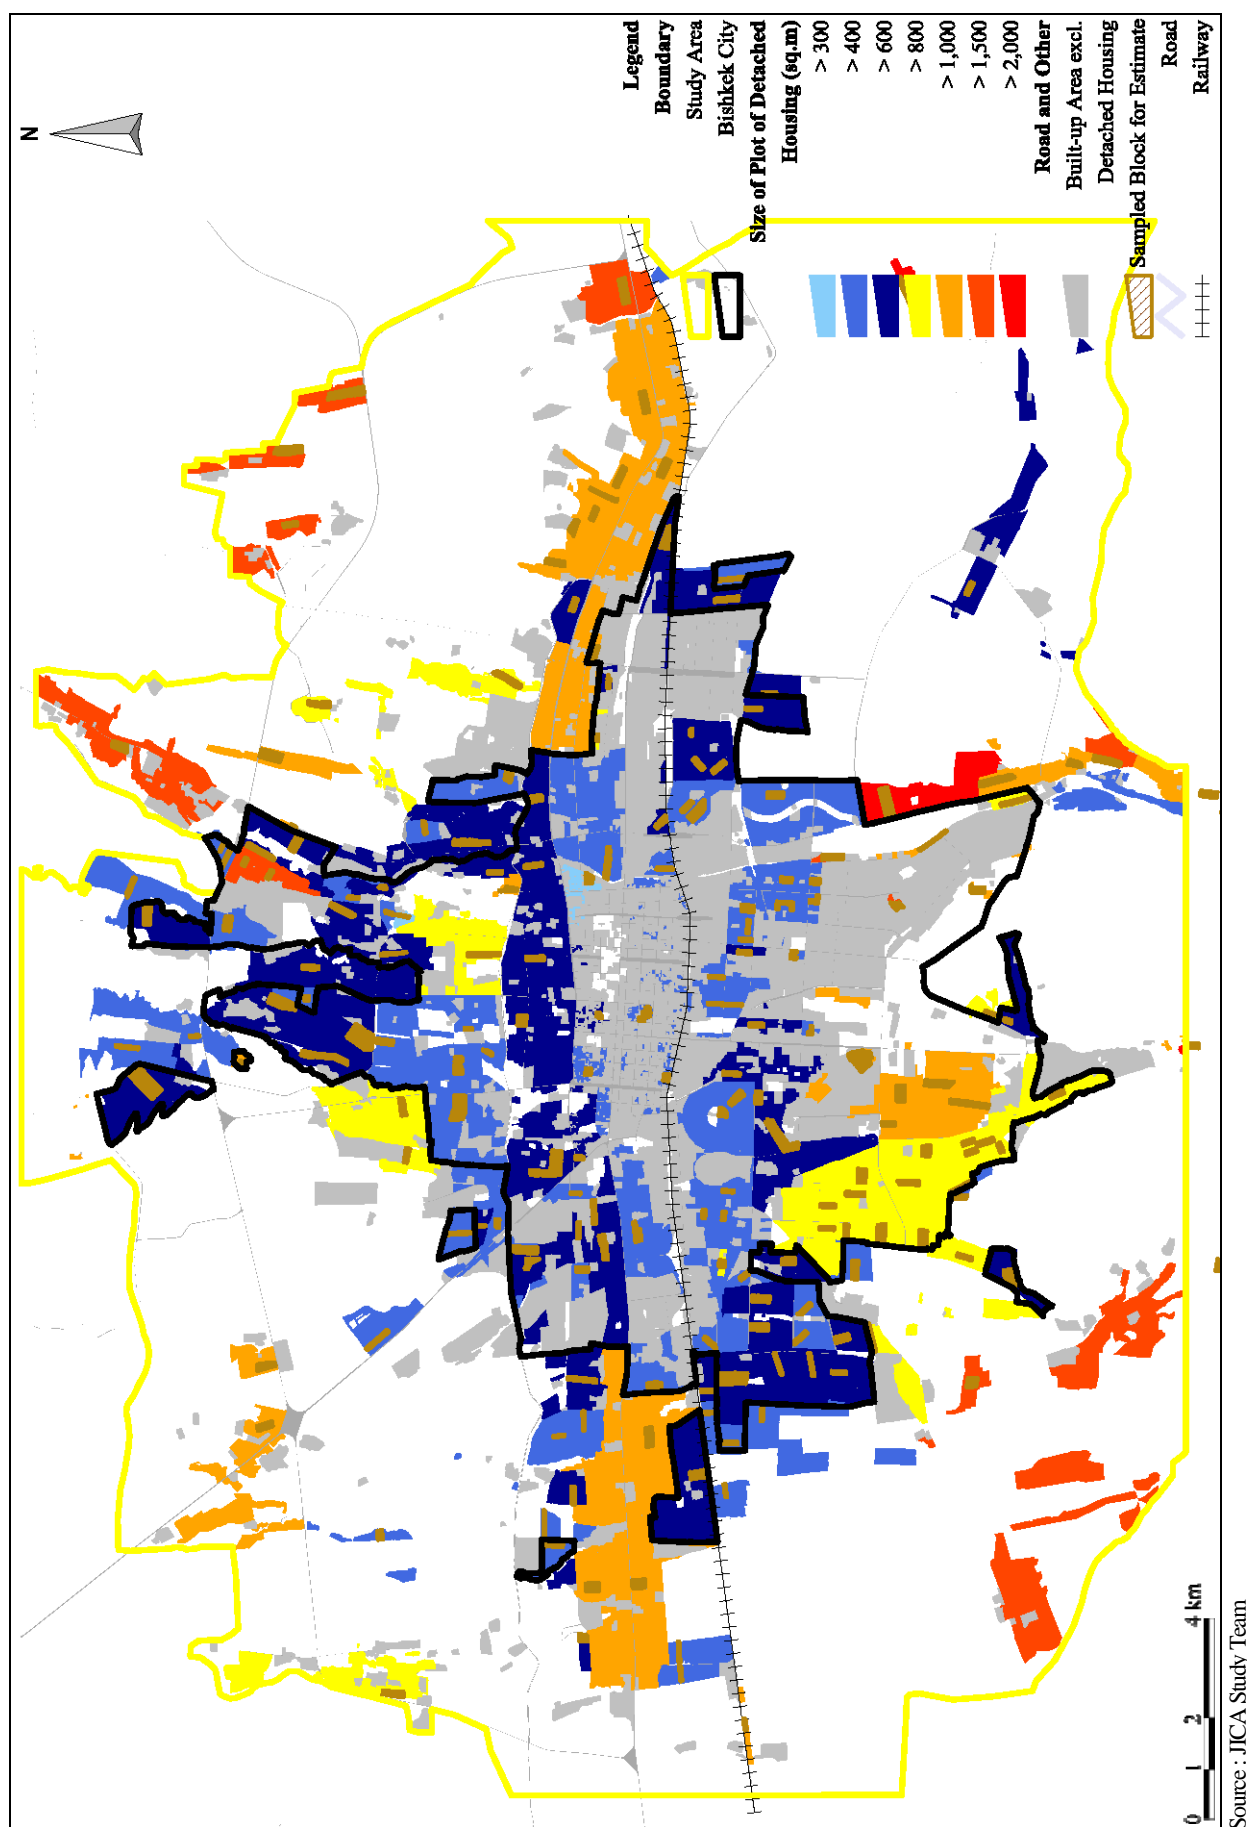 N
Legend
Boundary
Study Area
Bishkek City
Size of Plot of Detached
Housing (sq.m)
> 300
> 400
> 600
> 800
> 1,000
> 1,500
> 2,000
Road and Other
Built-up Area excl.
Detached Housing
Sampled Block for Estimate
Road
Railway
0 1 2 4 km
Source : JICA Study Team